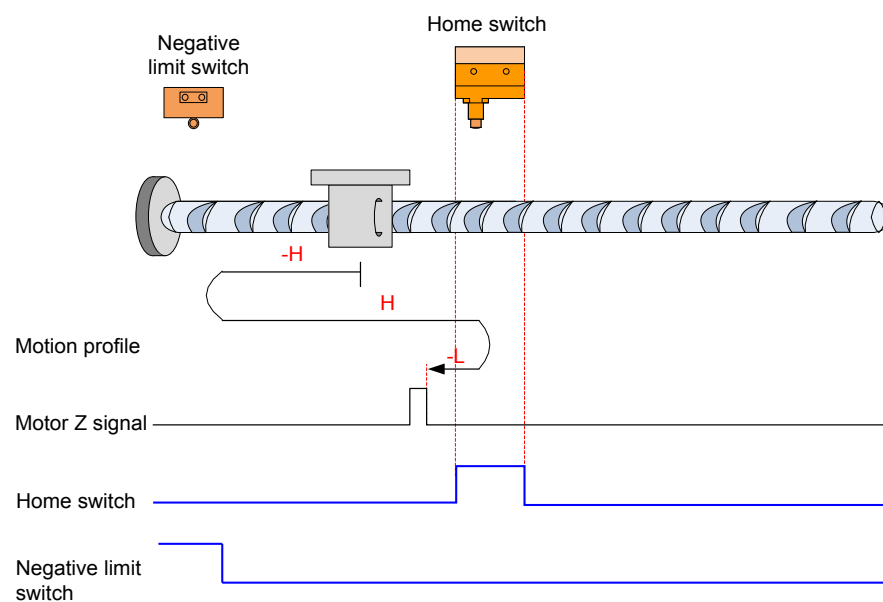 Home switch
Negative
limit switch
-H
H
Motion profile
-L
Motor Z signal
Home switch
Negative limit
switch